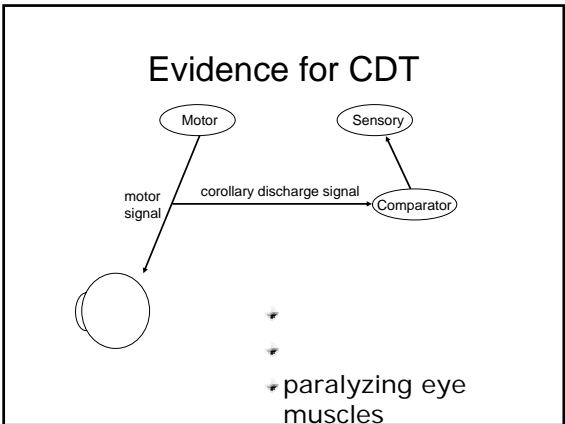 Evidence for CDT
Motor
Sensory
motor
signal
corollary discharge signal
Comparator
paralyzing eye
muscles